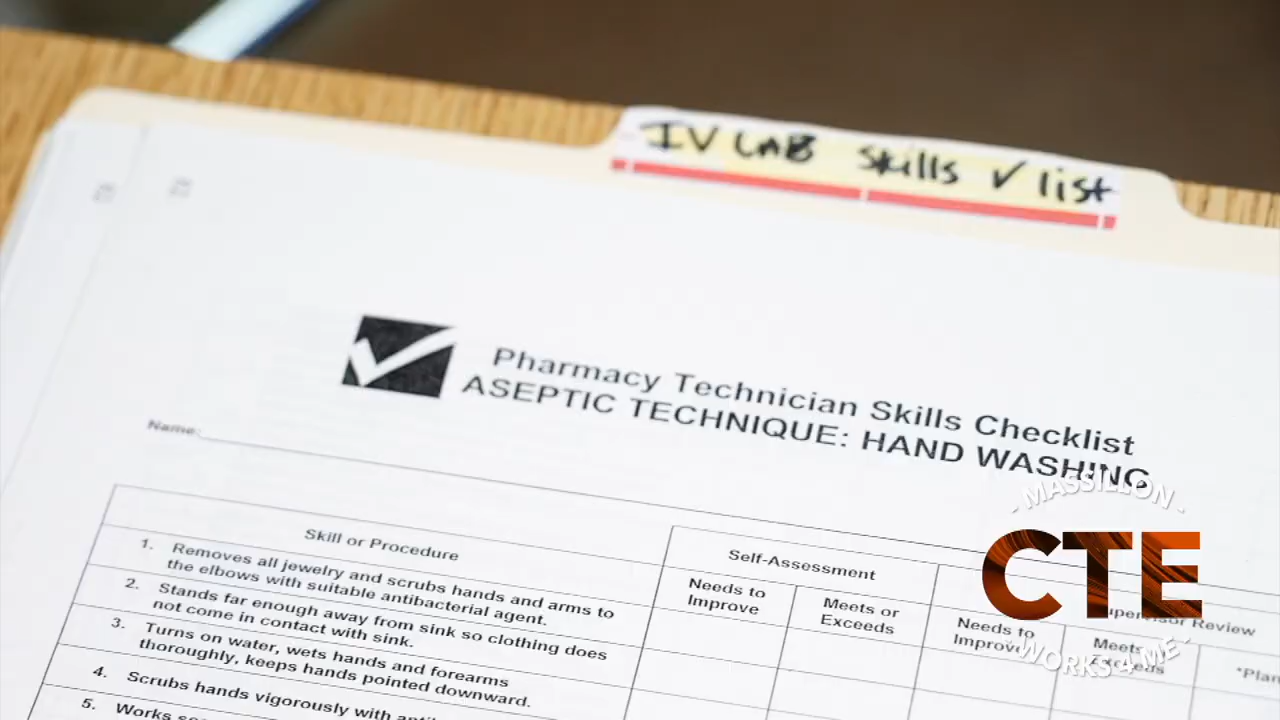 IV LAB Skills ✓ list
Pharmacy Technician Skills Checklist
ASEPTIC TECHNIQUE: HAND WASHING
Name:
Skill or Procedure
Self-Assessment
Supervisor Review
Needs to
Improve
Meets or
Exceeds
Needs to
Improve
Meets
Exceeds
*Plan
1. Removes all jewelry and scrubs hands and arms to
the elbows with suitable antibacterial agent.
2. Stands far enough away from sink so clothing does
not come in contact with sink.
3. Turns on water, wets hands and forearms
thoroughly, keeps hands pointed downward.
4. Scrubs hands vigorously with
5. Works
- MASSILLON -
CTE
- WORKS 4 ME -